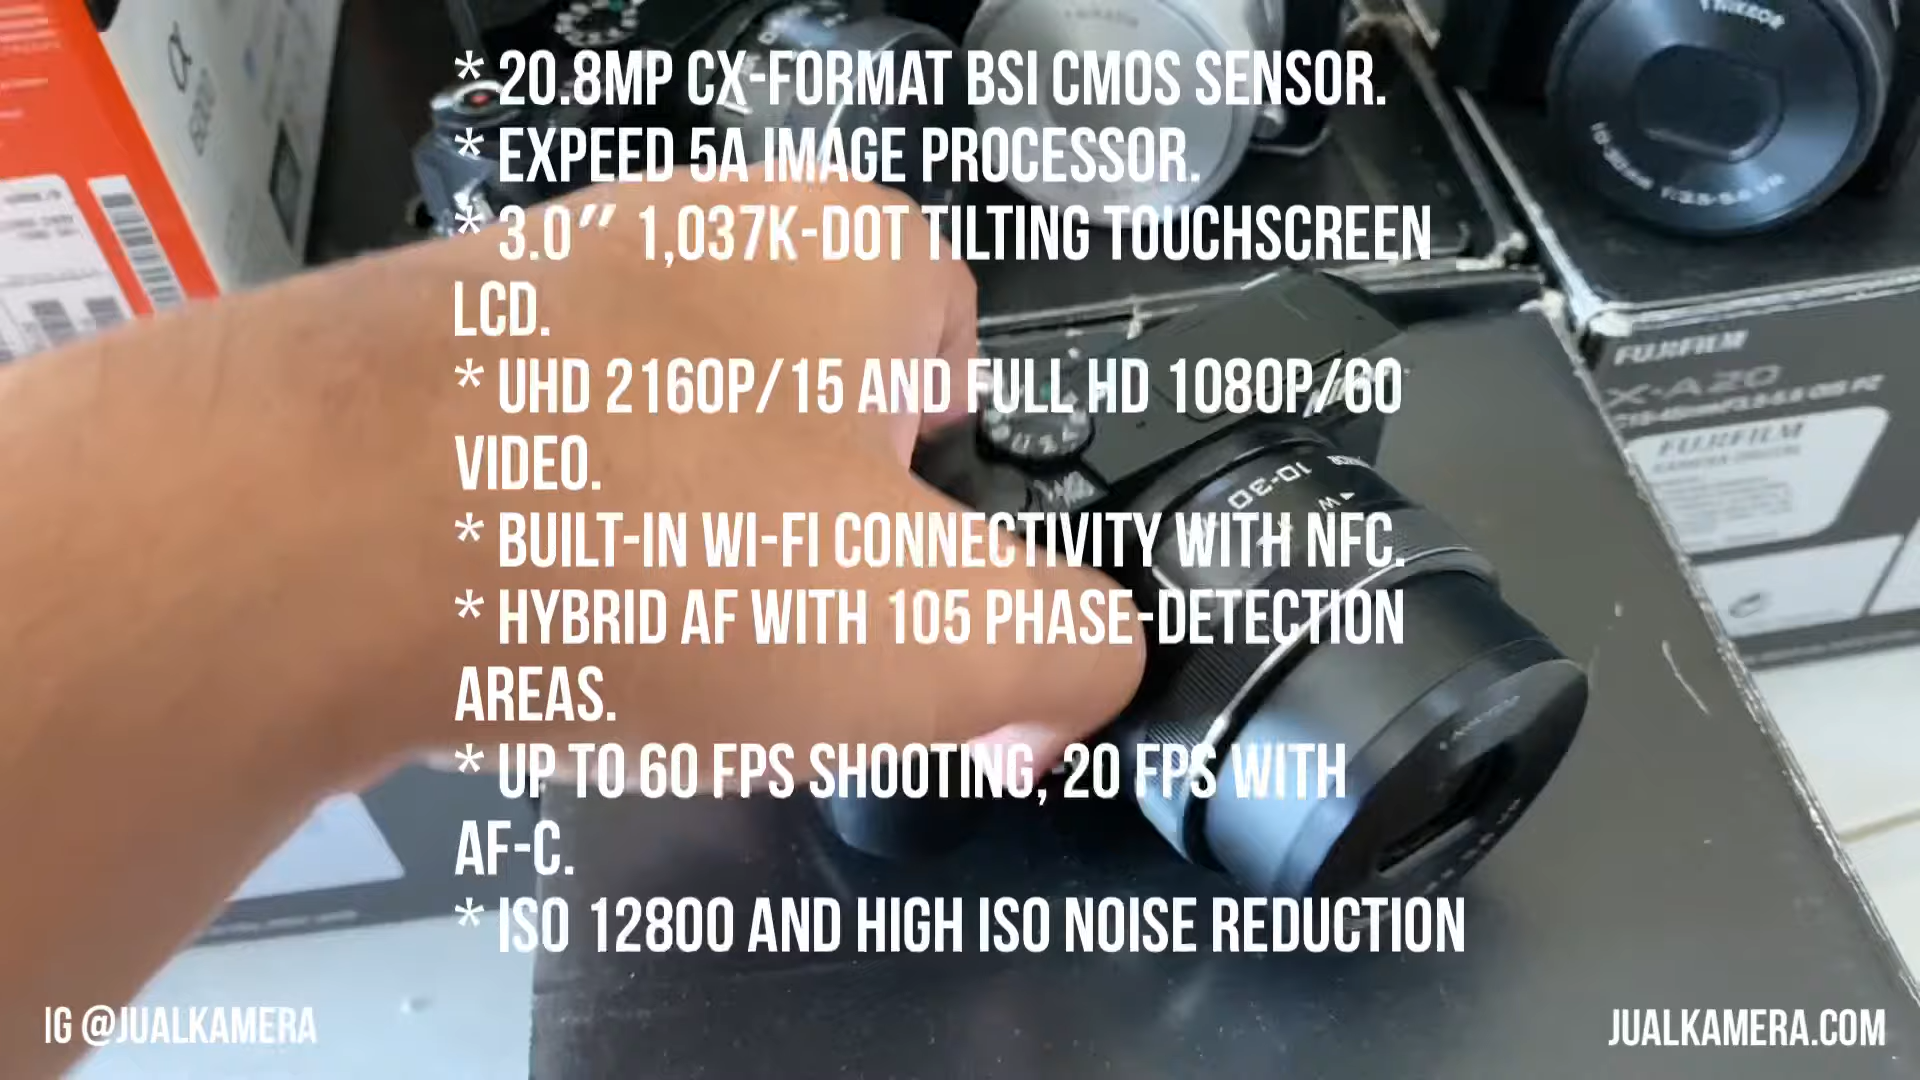 * 20.8MP CX-FORMAT BSI CMOS SENSOR.
* EXPEED 5A IMAGE PROCESSOR.
* 3.0″ 1,037K-DOT TILTING TOUCHSCREEN
LCD.
* UHD 2160P/15 AND FULL HD 1080P/60
VIDEO.
* BUILT-IN WI-FI CONNECTIVITY WITH NFC.
* HYBRID AF WITH 105 PHASE-DETECTION
AREAS.
* UP TO 60 FPS SHOOTING, 20 FPS WITH
AF-C.
* ISO 12800 AND HIGH ISO NOISE REDUCTION
IG @JUALKAMERA
JUALKAMERA.COM
FUJIFILM
X-A20
FUJIFILM
10-30
W